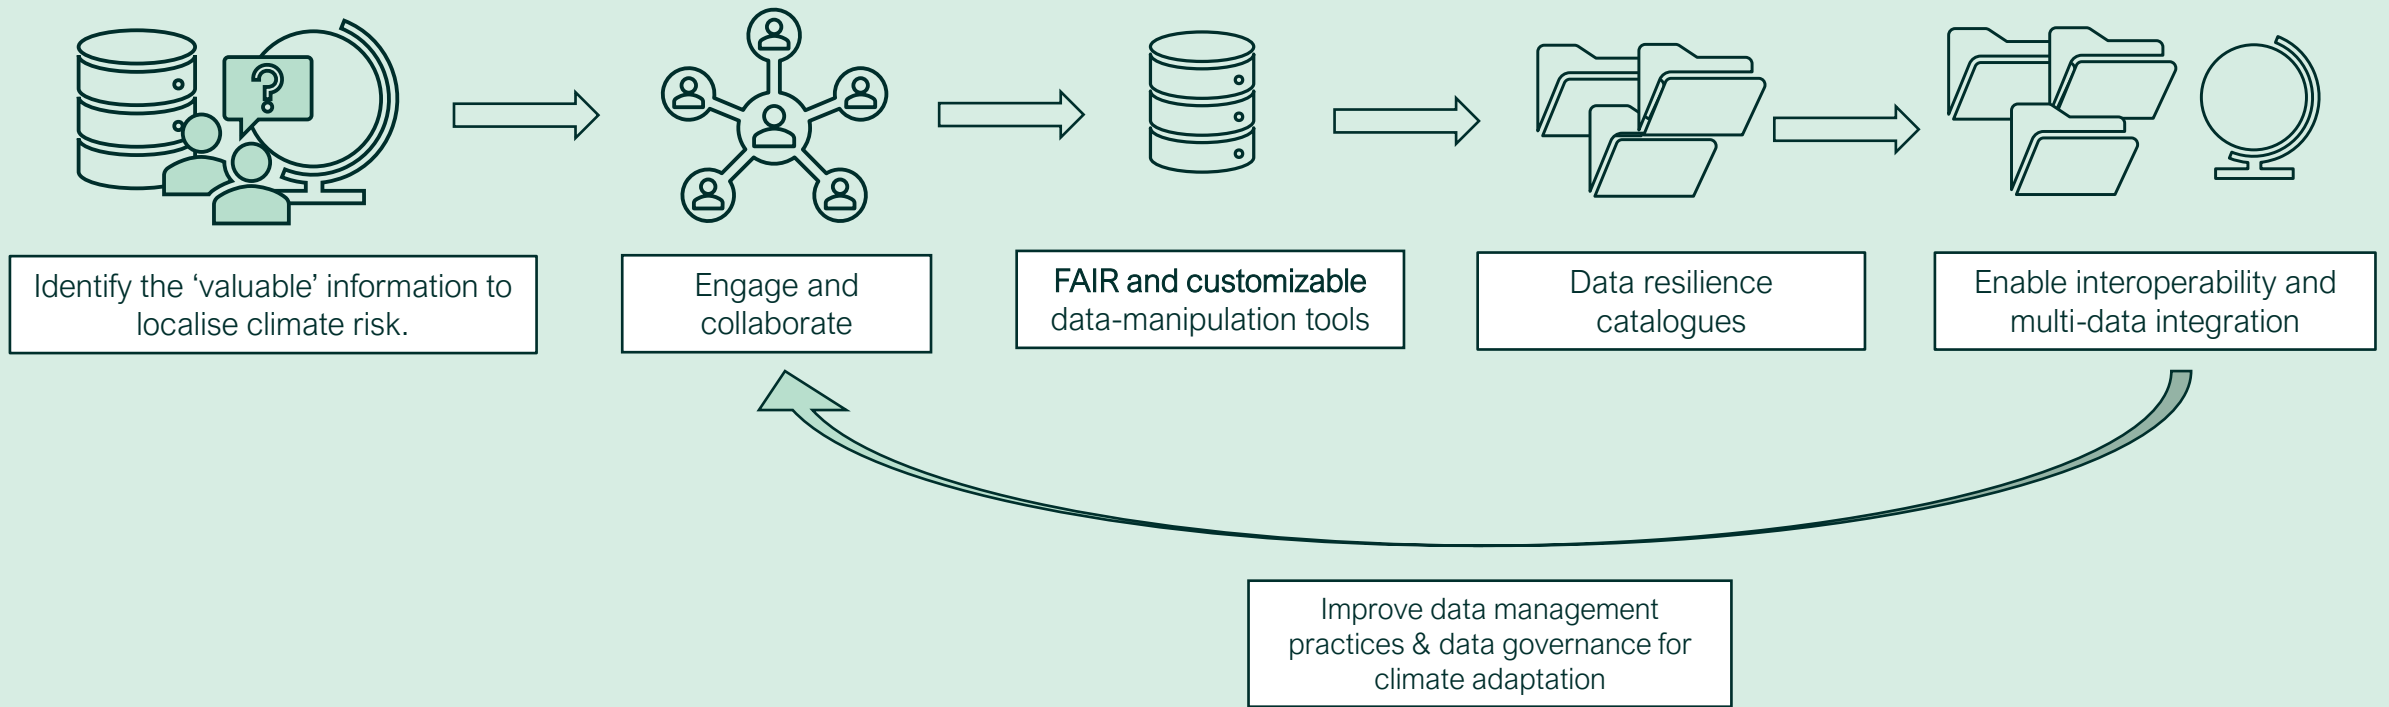 ?
Identify the ‘valuable’ information to
localise climate risk.
Engage and
collaborate
FAIR and customizable
data-manipulation tools
Data resilience
catalogues
Enable interoperability and
multi-data integration
Improve data management
practices & data governance for
climate adaptation